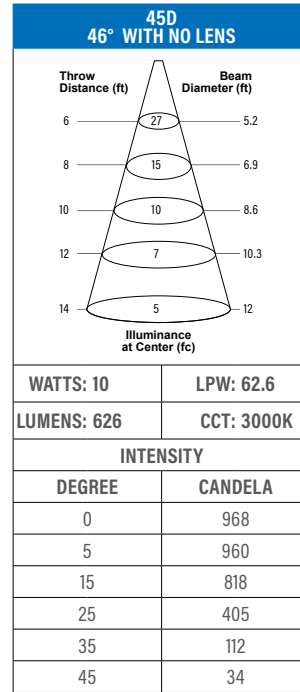 45D
46° WITH NO LENS
Throw Beam
Distance (ft) Diameter (ft)
6 27 5.2
8 15 6.9
10 10 8.6
12 7 10.3
14 5 12
Illuminance
at Center (fc)
WATTS: 10 LPW: 62.6
LUMENS: 626 CCT: 3000K
INTENSITY
DEGREE CANDELA
0 968
5 960
15 818
25 405
35 112
45 34